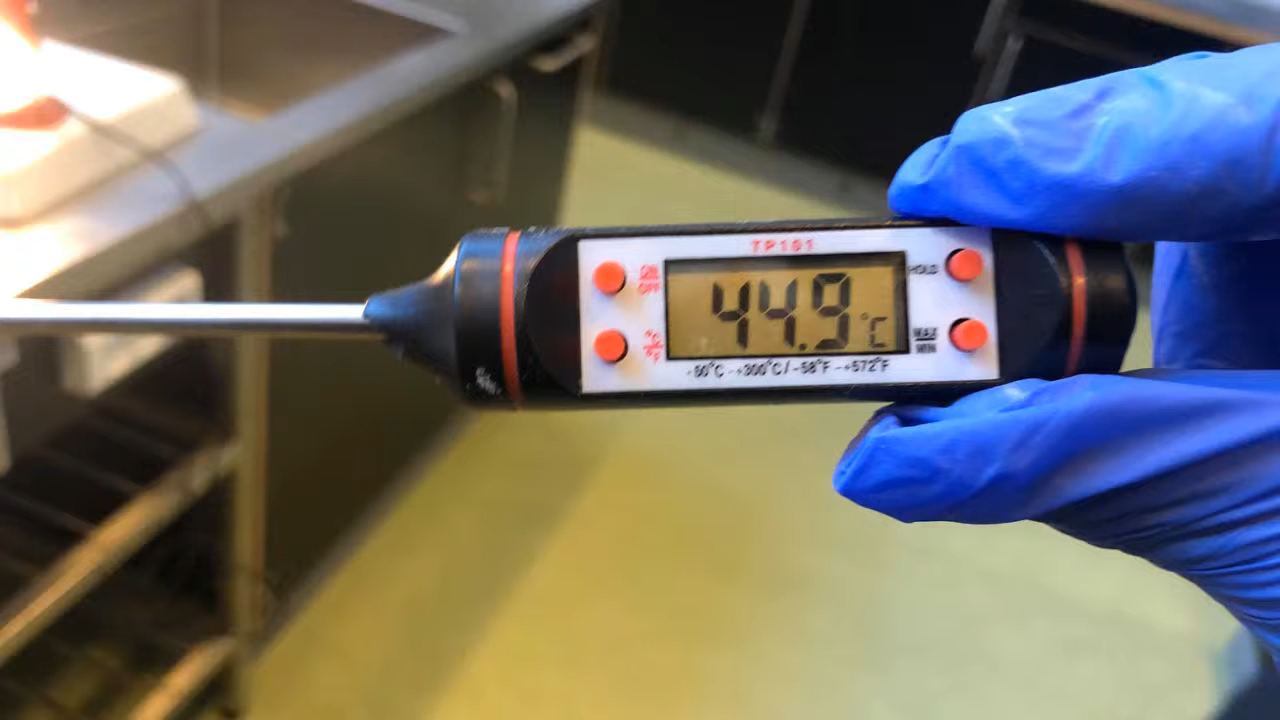 TP101
ON
OFF
HOLD
44.9°C
°C
°F
MAX
MIN
-50°C -+300°C / -58°F -+572°F